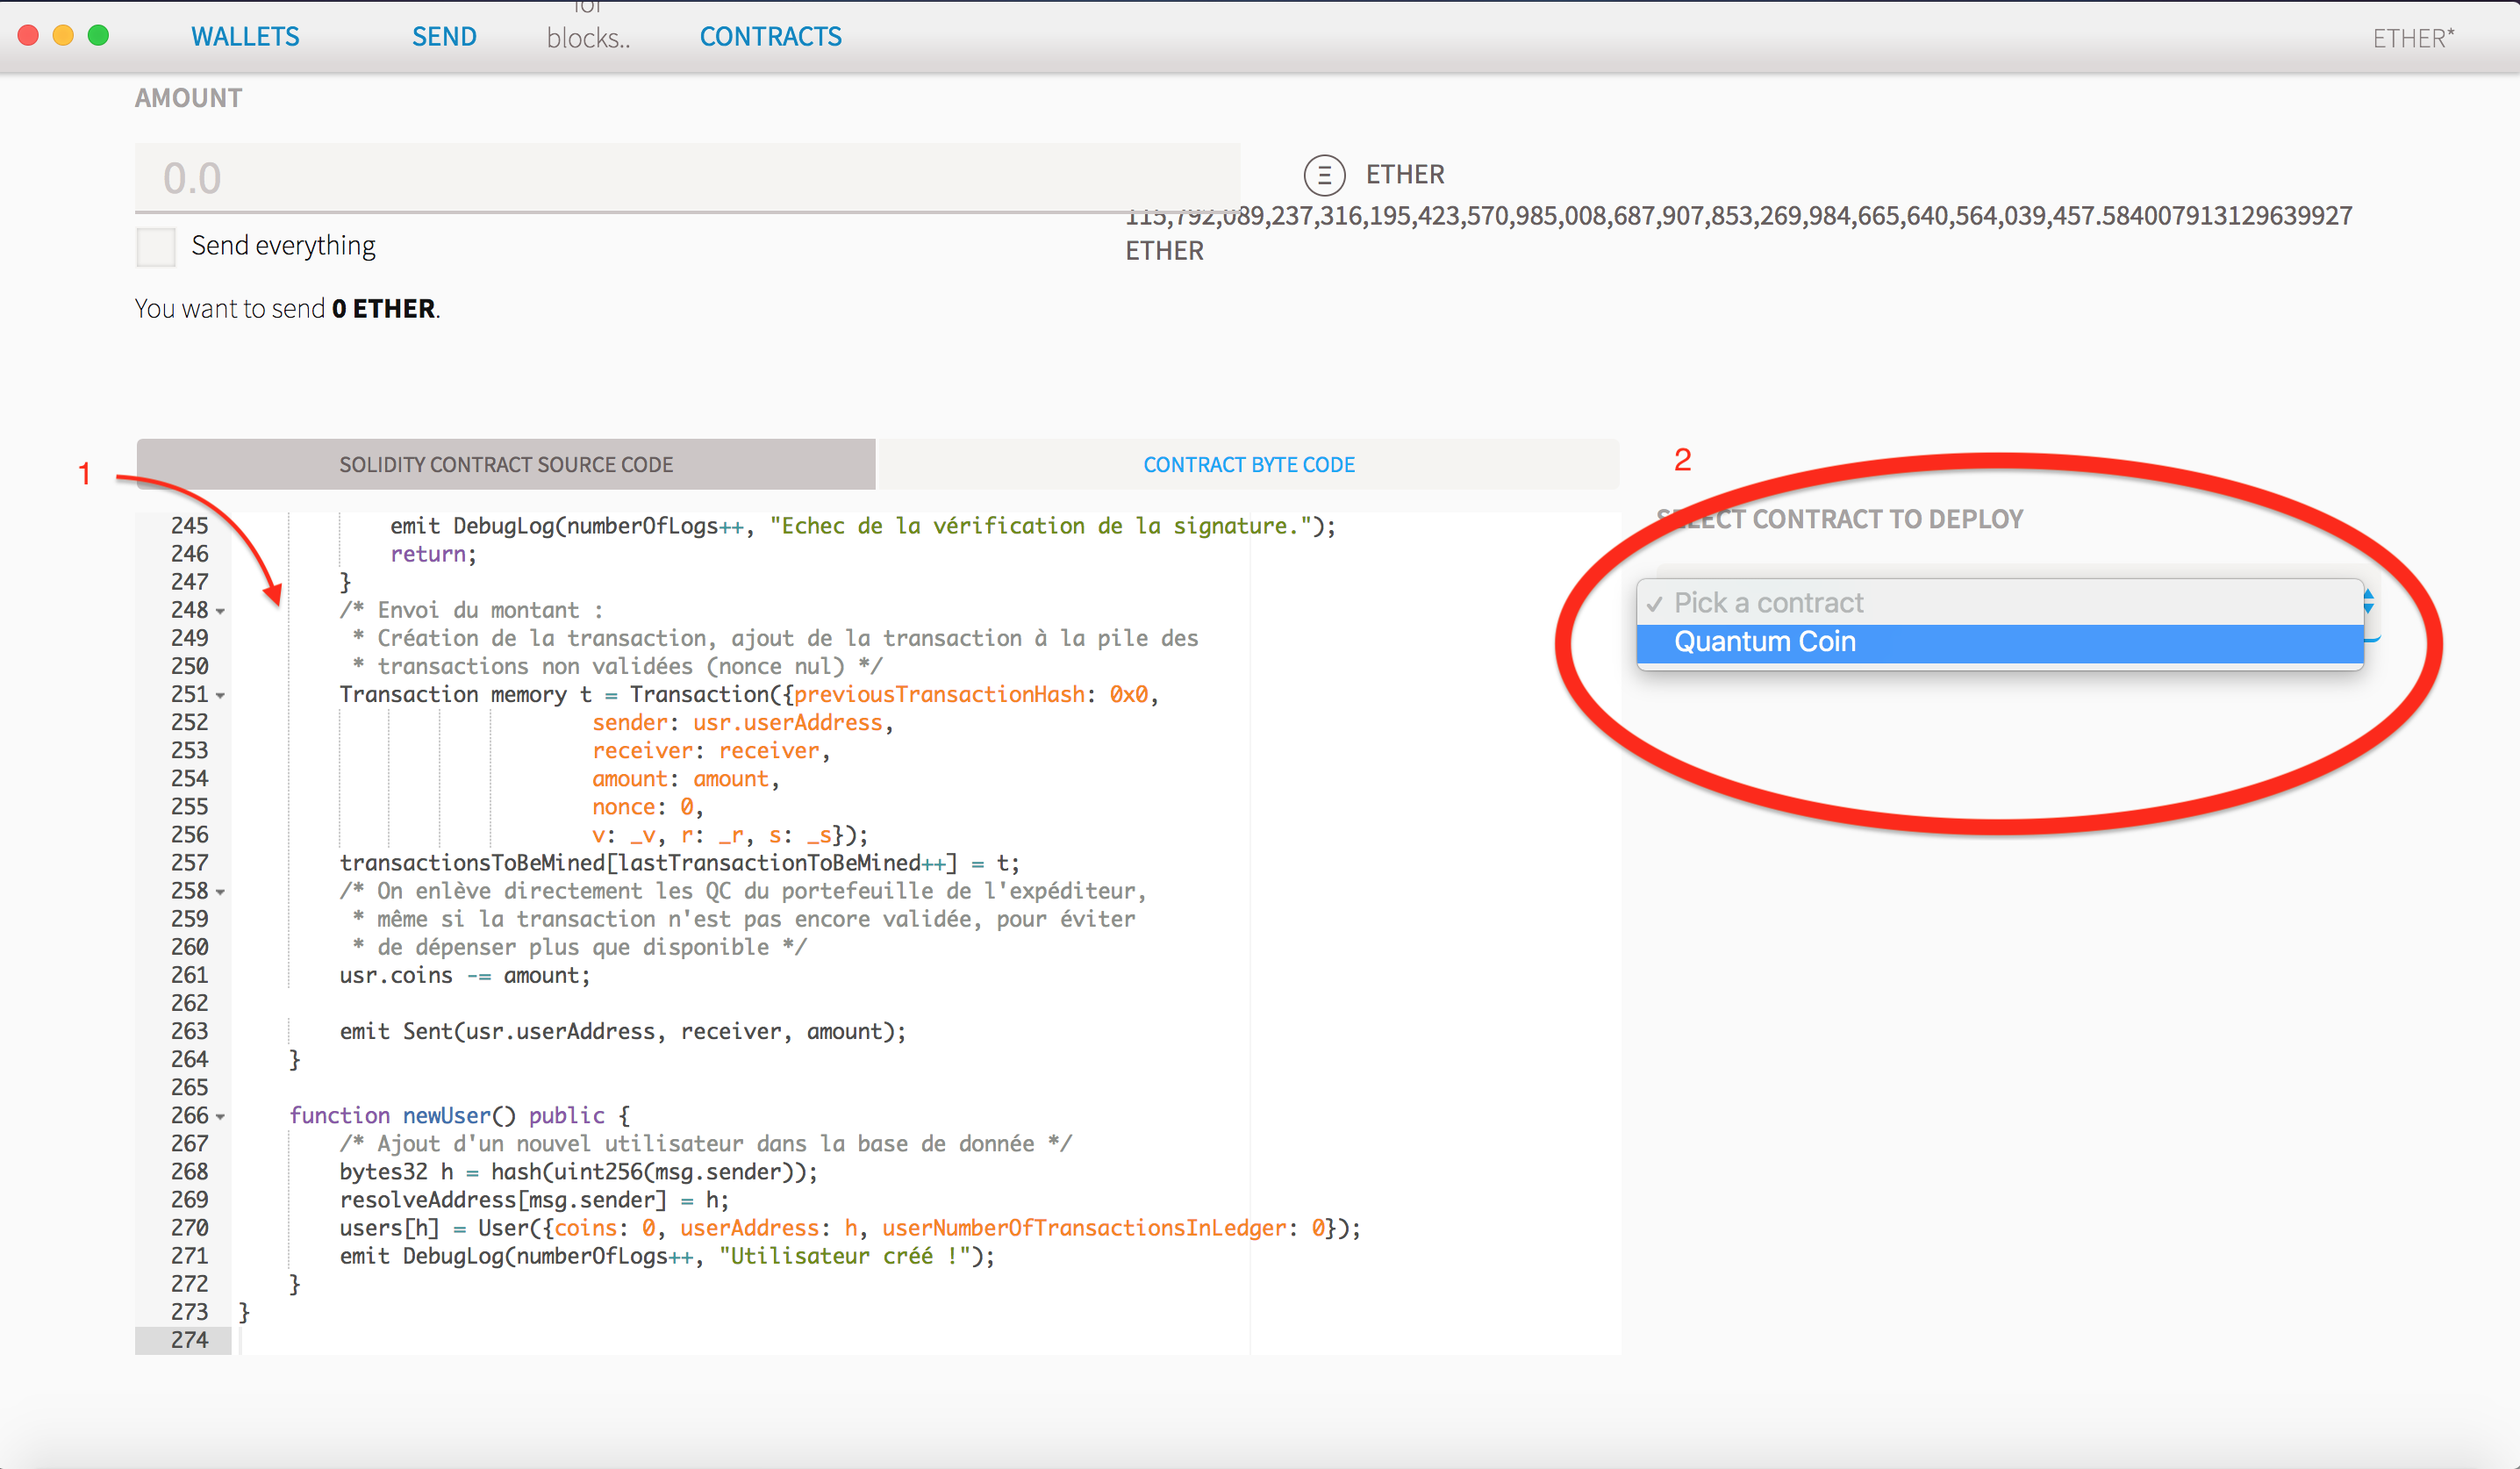 for
WALLETS SEND blocks.. CONTRACTS ETHER*
AMOUNT
0.0
ETHER
115,792,089,237,316,195,423,570,985,008,687,907,853,269,984,665,640,564,039,457.584007913129639927
ETHER
Send everything
You want to send 0 ETHER.
1
SOLIDITY CONTRACT SOURCE CODE
CONTRACT BYTE CODE
2
SELECT CONTRACT TO DEPLOY
✓ Pick a contract
Quantum Coin
245 emit DebugLog(numberOfLogs++, "Echec de la vérification de la signature.");
246 return;
247 }
248 /* Envoi du montant :
249 * Création de la transaction, ajout de la transaction à la pile des
250 * transactions non validées (nonce nul) */
251 Transaction memory t = Transaction({previousTransactionHash: 0x0,
252 sender: usr.userAddress,
253 receiver: receiver,
254 amount: amount,
255 nonce: 0,
256 v: _v, r: _r, s: _s});
257 transactionsToBeMined[lastTransactionToBeMined++] = t;
258 /* On enlève directement les QC du portefeuille de l'expéditeur,
259 * même si la transaction n'est pas encore validée, pour éviter
260 * de dépenser plus que disponible */
261 usr.coins -= amount;
262
263 emit Sent(usr.userAddress, receiver, amount);
264 }
265
266 function newUser() public {
267 /* Ajout d'un nouvel utilisateur dans la base de donnée */
268 bytes32 h = hash(uint256(msg.sender));
269 resolveAddress[msg.sender] = h;
270 users[h] = User({coins: 0, userAddress: h, userNumberOfTransactionsInLedger: 0});
271 emit DebugLog(numberOfLogs++, "Utilisateur créé !");
272 }
273 }
274